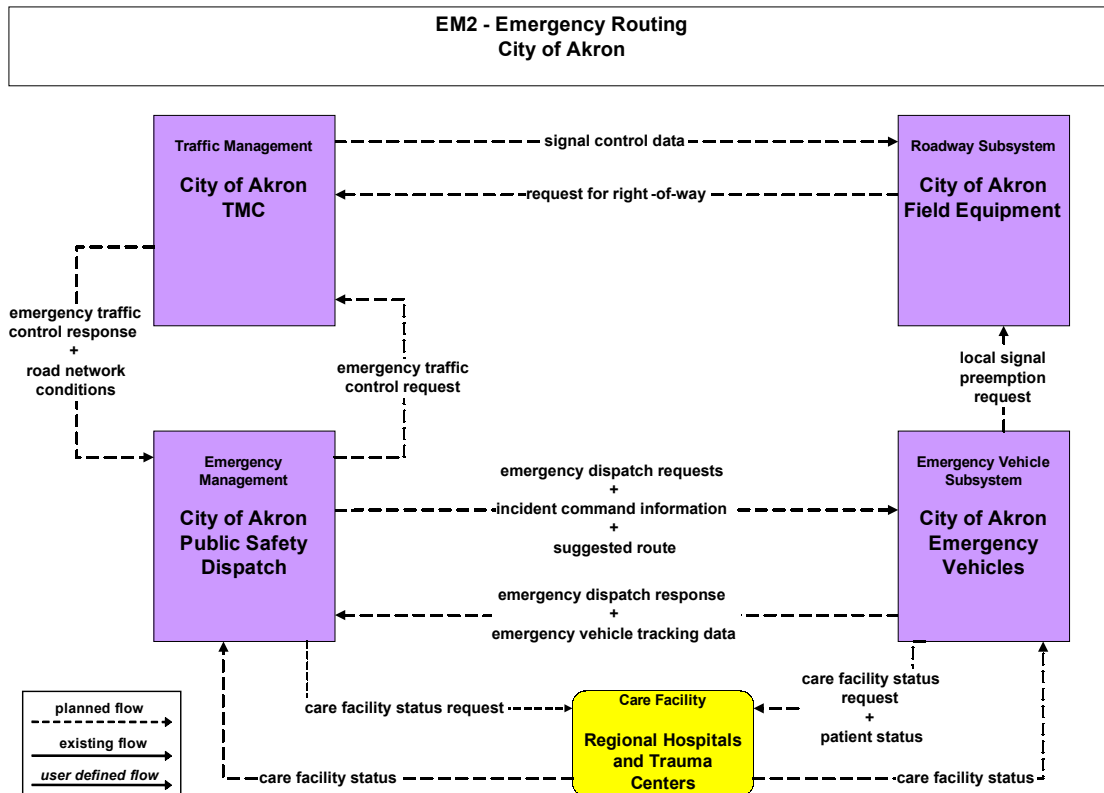 EM2 - Emergency Routing
City of Akron
Traffic Management
City of Akron
TMC
signal control data
request for right -of-way
Roadway Subsystem
City of Akron
Field Equipment
emergency traffic
control response
+
road network
conditions
emergency traffic
control request
local signal
preemption
request
Emergency
Management
City of Akron
Public Safety
Dispatch
emergency dispatch requests
+
incident command information
+
suggested route
emergency dispatch response
+
emergency vehicle tracking data
Emergency Vehicle
Subsystem
City of Akron
Emergency
Vehicles
care facility status request
care facility status
request
+
patient status
Care Facility
Regional Hospitals
and Trauma
Centers
care facility status
care facility status
planned flow
existing flow
user defined flow